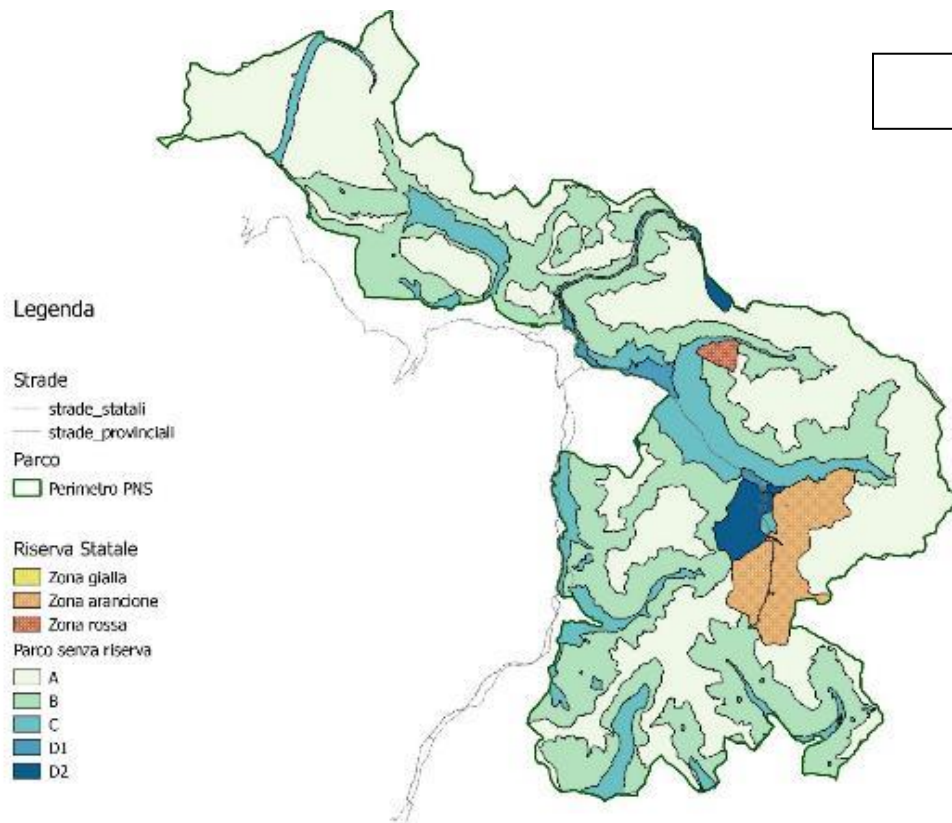 Legenda
Strade
strade_statali
strade_provinciali
Parco
Perimetro PNS
Riserva Statale
Zona gialla
Zona arancione
Zona rossa
Parco senza riserva
A
B
C
D1
D2